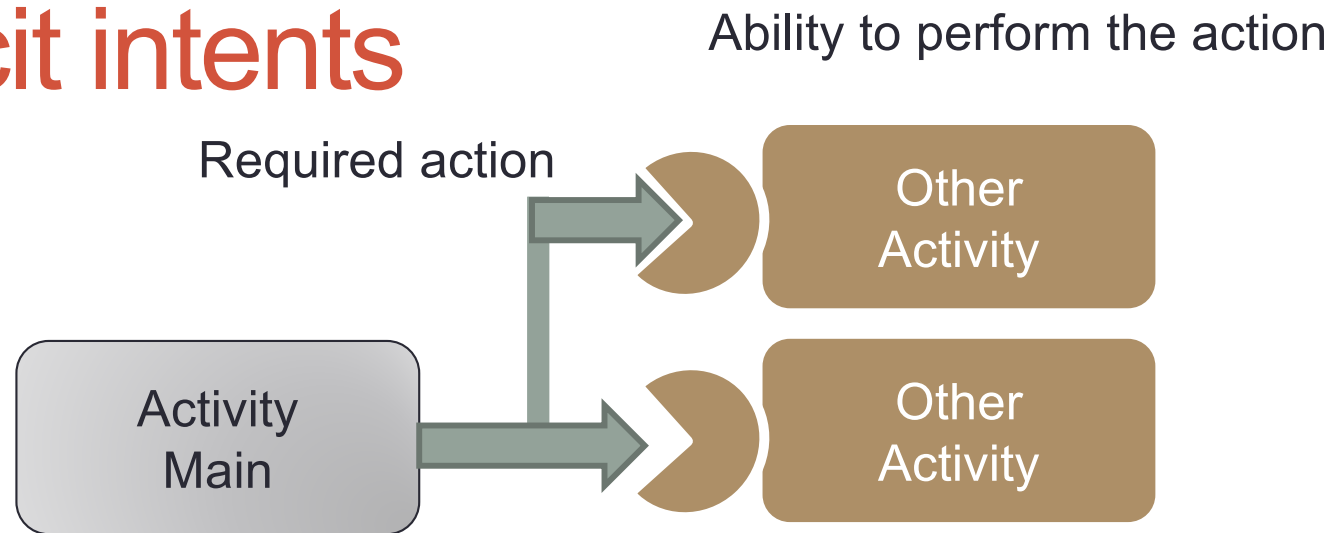 cit intents
Ability to perform the action
Required action
Other
Activity
Activity
Main
Other
Activity